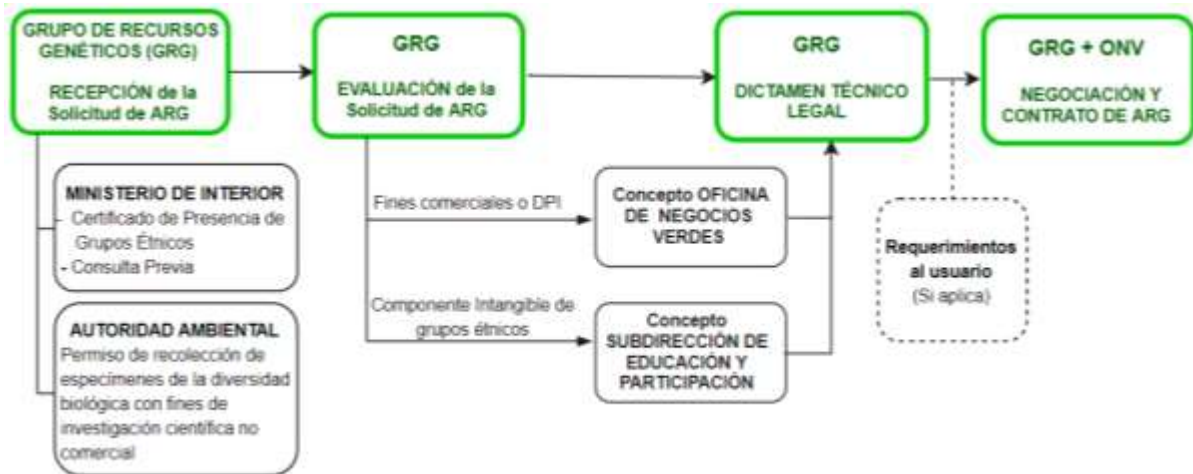 GRUPO DE RECURSOS
GENÉTICOS (GRG)
RECEPCIÓN de la
Solicitud de ARG
GRG
EVALUACIÓN de la
Solicitud de ARG
GRG
DICTAMEN TÉCNICO
LEGAL
GRG + ONV
NEGOCIACIÓN Y
CONTRATO DE ARG
MINISTERIO DE INTERIOR
- Certificado de Presencia de
Grupos Étnicos
- Consulta Previa
AUTORIDAD AMBIENTAL
Permiso de recolección de
especímenes de la diversidad
biológica con fines de
investigación científica no
comercial
Fines comerciales o DPI
Concepto OFICINA
DE NEGOCIOS
VERDES
Componente Intangible de
grupos étnicos
Concepto
SUBDIRECCIÓN DE
EDUCACIÓN Y
PARTICIPACIÓN
Requerimientos
al usuario
(Si aplica)